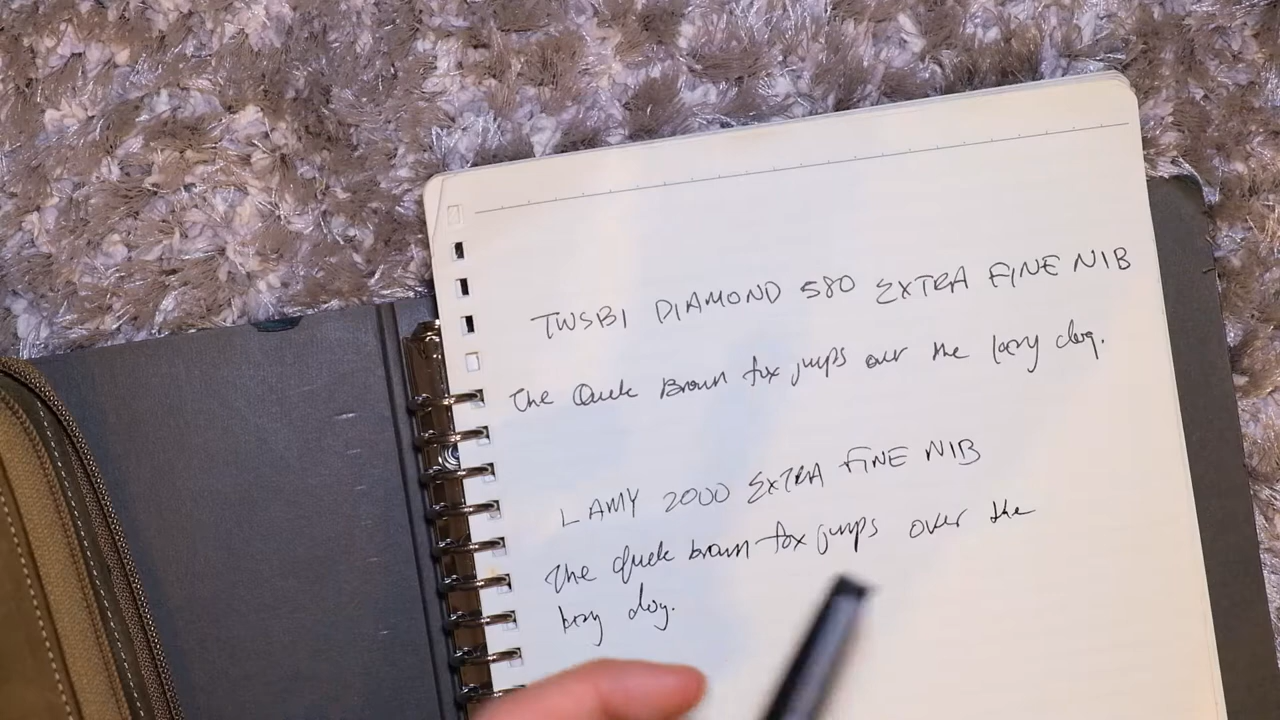 TWSBI DIAMOND 580 EXTRA FINE NIB
The Quick Brown fox jumps over the lazy dog.
LAMY 2000 EXTRA FINE NIB
The quick brown fox jumps over the
lazy dog.